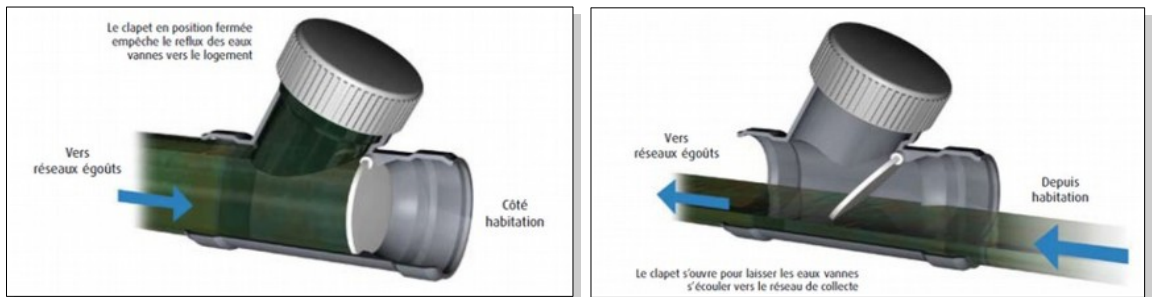 Le clapet en position fermée
empêche le reflux des eaux
vannes vers le logement
Vers
réseaux égoûts
Côté
habitation
Vers
réseaux égoûts
Depuis
habitation
Le clapet s'ouvre pour laisser les eaux vannes
s'écouler vers le réseau de collecte